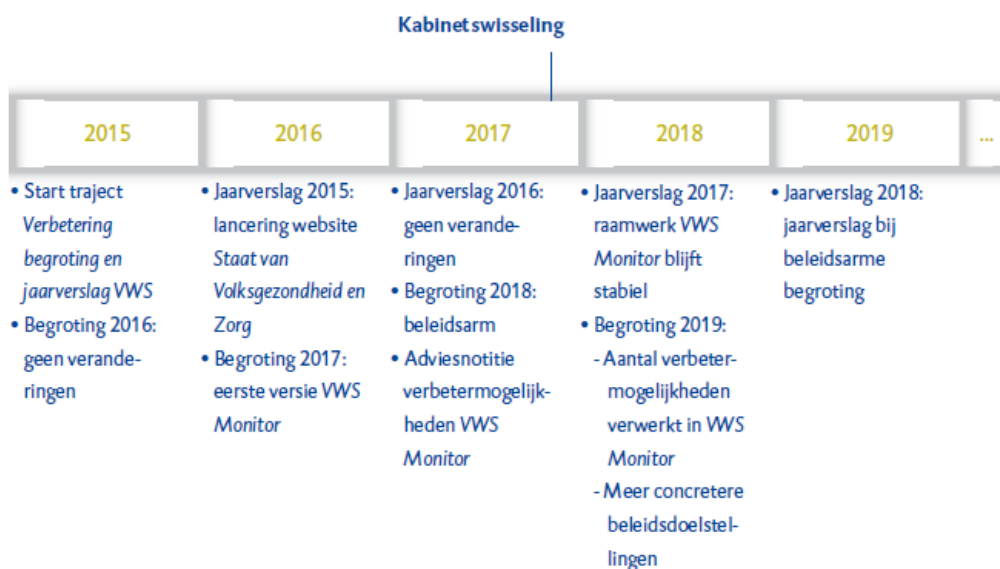 Kabinetswisseling
2015
2016
2017
2018
2019
...
• Start traject
Verbetering
begroting en
jaarverslag VWS
• Begroting 2016:
geen verande-
ringen
• Jaarverslag 2015:
lancering website
Staat van
Volksgezondheid en
Zorg
• Begroting 2017:
eerste versie VWS
Monitor
• Jaarverslag 2016:
geen verande-
ringen
• Begroting 2018:
beleidsarm
• Adviesnotitie
verbetermogelijk-
heden VWS
Monitor
• Jaarverslag 2017:
raamwerk VWS
Monitor blijft
stabiel
• Begroting 2019:
- Aantal verbeter-
mogelijkheden
verwerkt in VWS
Monitor
- Meer concretere
beleidsdoelstel-
lingen
• Jaarverslag 2018:
jaarverslag bij
beleidsarme
begroting